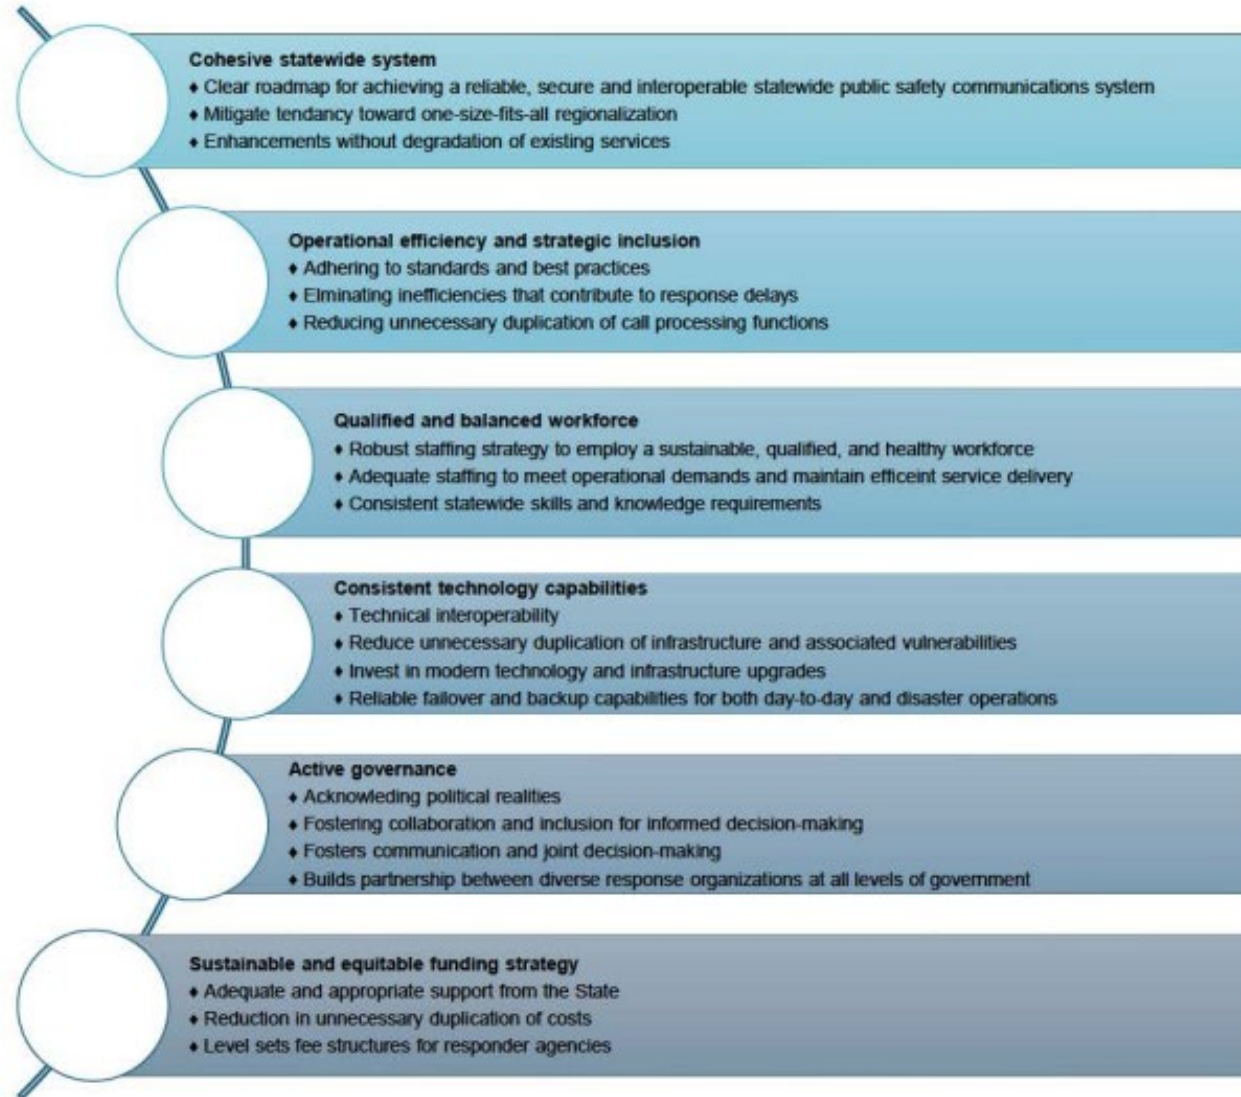 Cohesive statewide system
♦ Clear roadmap for achieving a reliable, secure and interoperable statewide public safety communications system
♦ Mitigate tendancy toward one-size-fits-all regionalization
♦ Enhancements without degradation of existing services
Operational efficiency and strategic inclusion
♦ Adhering to standards and best practices
♦ Elminating inefficiencies that contribute to response delays
♦ Reducing unnecessary duplication of call processing functions
Qualified and balanced workforce
♦ Robust staffing strategy to employ a sustainable, qualified, and healthy workforce
♦ Adequate staffing to meet operational demands and maintain efficeint service delivery
♦ Consistent statewide skills and knowledge requirements
Consistent technology capabilities
♦ Technical interoperability
♦ Reduce unnecessary duplication of infrastructure and associated vulnerabilities
♦ Invest in modern technology and infrastructure upgrades
♦ Reliable failover and backup capabilities for both day-to-day and disaster operations
Active governance
♦ Acknowleding political realities
♦ Fostering collaboration and inclusion for informed decision-making
♦ Fosters communication and joint decision-making
♦ Builds partnership between diverse response organizations at all levels of government
Sustainable and equitable funding strategy
♦ Adequate and appropriate support from the State
♦ Reduction in unnecessary duplication of costs
♦ Level sets fee structures for responder agencies